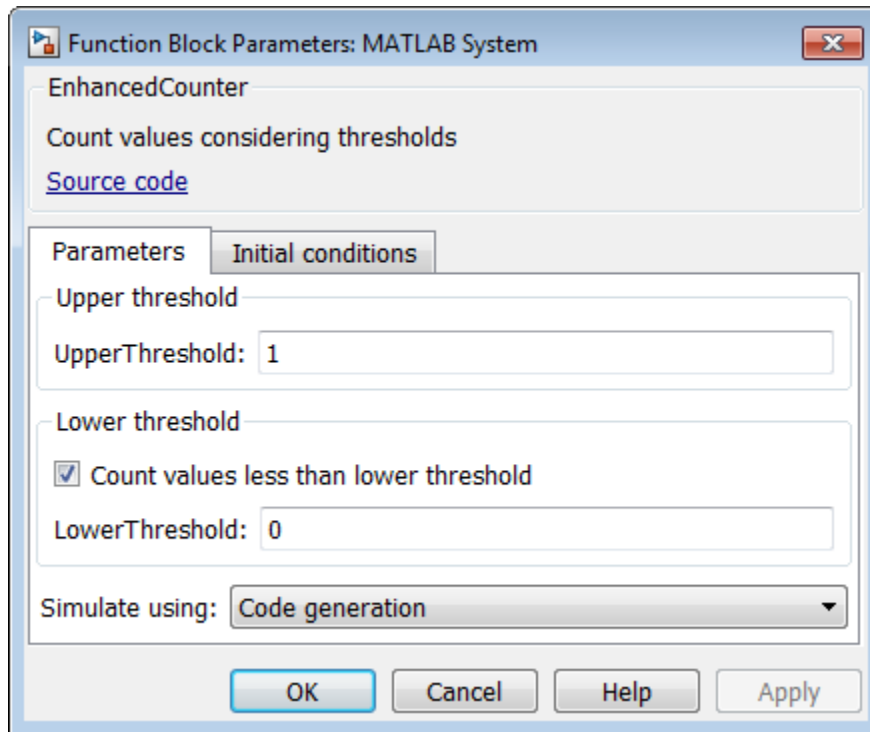 Function Block Parameters: MATLAB System
EnhancedCounter
Count values considering thresholds
Source code
Parameters Initial conditions
Upper threshold
UpperThreshold: 1
Lower threshold
Count values less than lower threshold
LowerThreshold: 0
Simulate using: Code generation
OK Cancel Help Apply